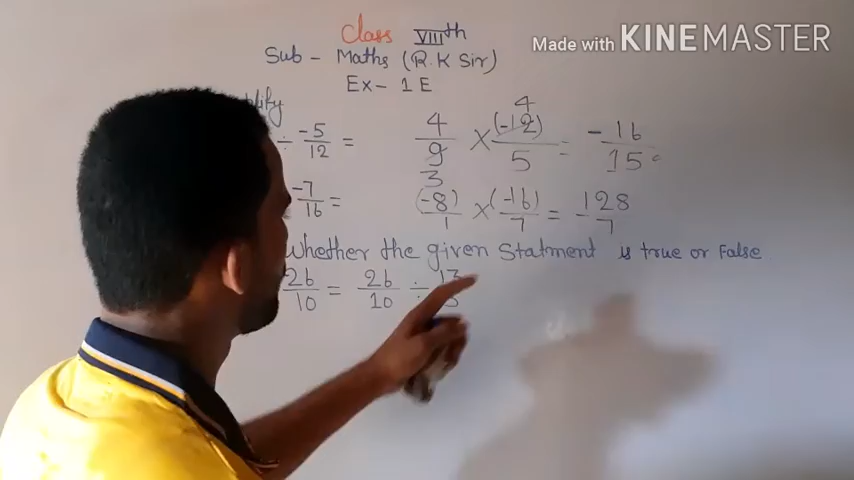 Class VIIIth
Made with KINEMASTER
Sub - Maths (R.K Sir)
Ex - 1 E
÷ -5/12 = 4/9 × (-12)/5 = -16/15
3 4
-7/16 = (-8)/1 × (-16)/7 = -128/7
whether the given Statment is true or False
26/10 = 26/10 ÷